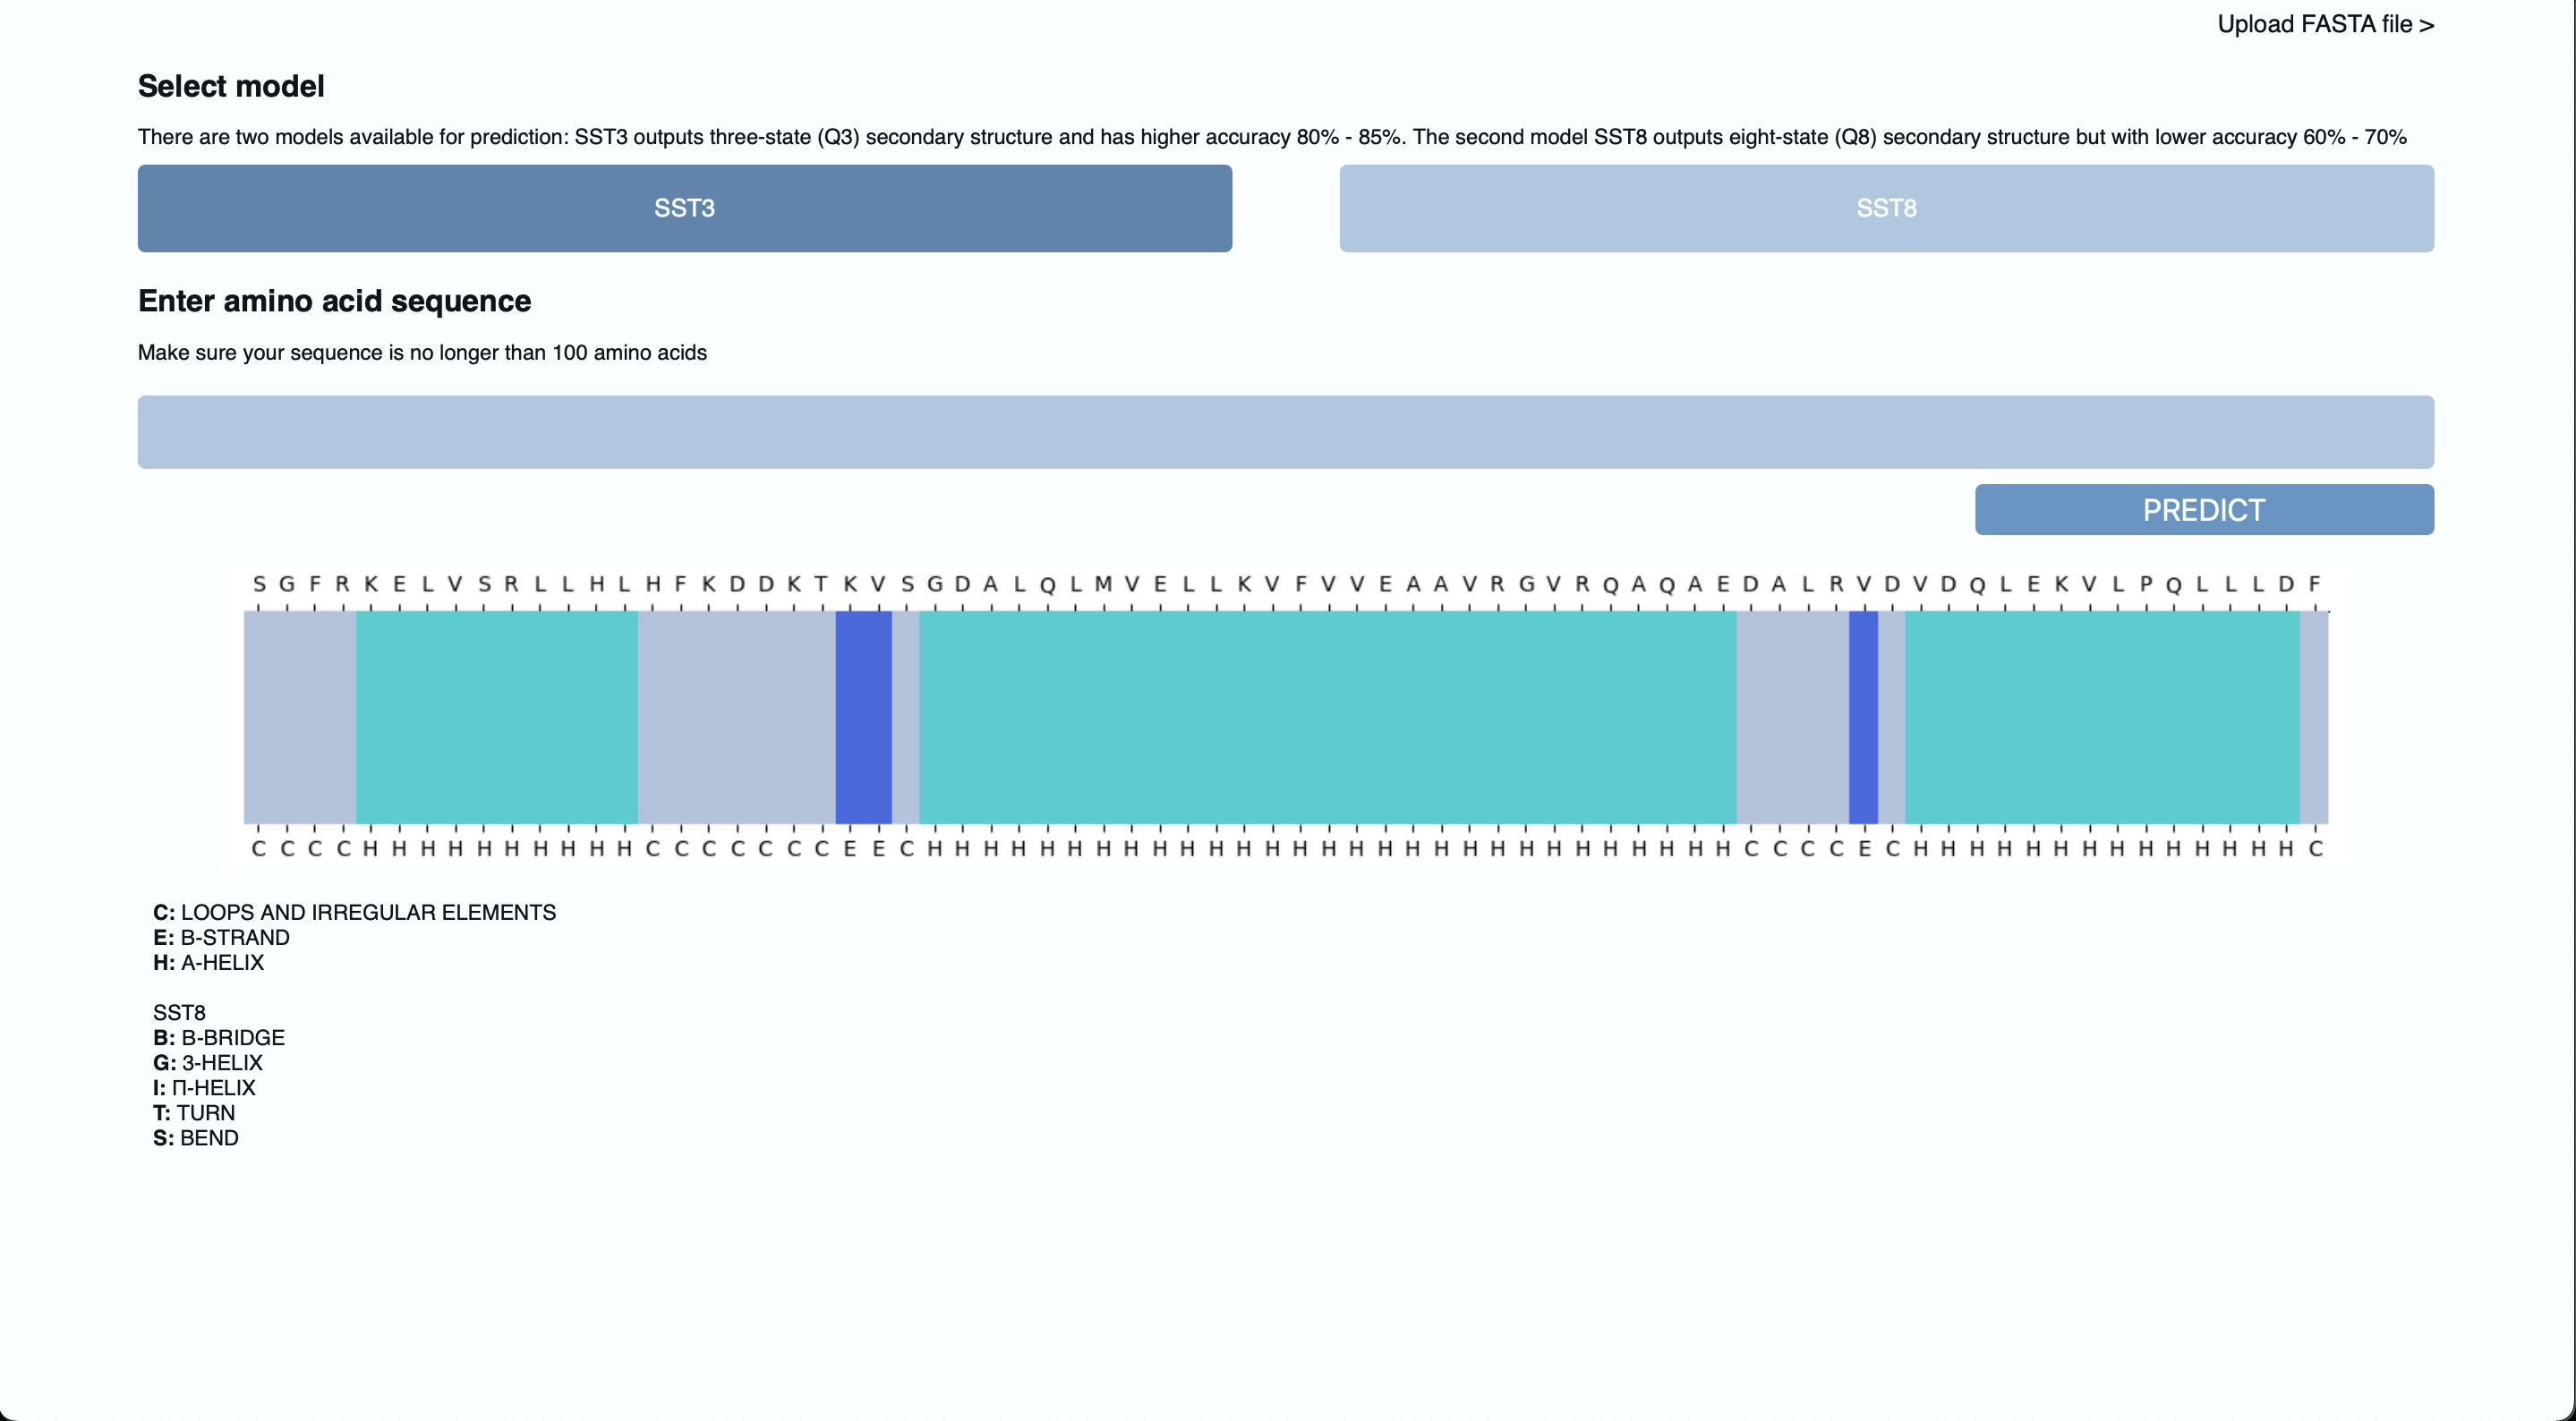 Upload FASTA file >
Select model
There are two models available for prediction: SST3 outputs three-state (Q3) secondary structure and has higher accuracy 80% - 85%. The second model SST8 outputs eight-state (Q8) secondary structure but with lower accuracy 60% - 70%
SST3 SST8
Enter amino acid sequence
Make sure your sequence is no longer than 100 amino acids
PREDICT
S G F R K E L V S R L L H L H F K D D K T K V S G D A L Q L M V E L L K V F V V E A A V R G V R Q A Q A E D A L R V D V D Q L E K V L P Q L L L D F
C C C C H H H H H H H H H H C C C C C C C E E C H H H H H H H H H H H H H H H H H H H H H H H H H H H H H C C C C E C H H H H H H H H H H H H H H C
C: LOOPS AND IRREGULAR ELEMENTS
E: B-STRAND
H: A-HELIX
SST8
B: B-BRIDGE
G: 3-HELIX
I: Π-HELIX
T: TURN
S: BEND